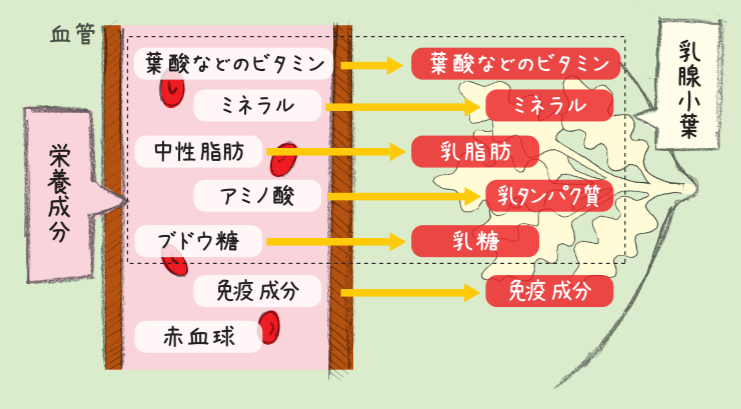 血管
乳腺小葉
栄養成分
葉酸などのビタミン
葉酸などのビタミン
ミネラル
ミネラル
中性脂肪
乳脂肪
アミノ酸
乳タンパク質
ブドウ糖
乳糖
免疫成分
免疫成分
赤血球